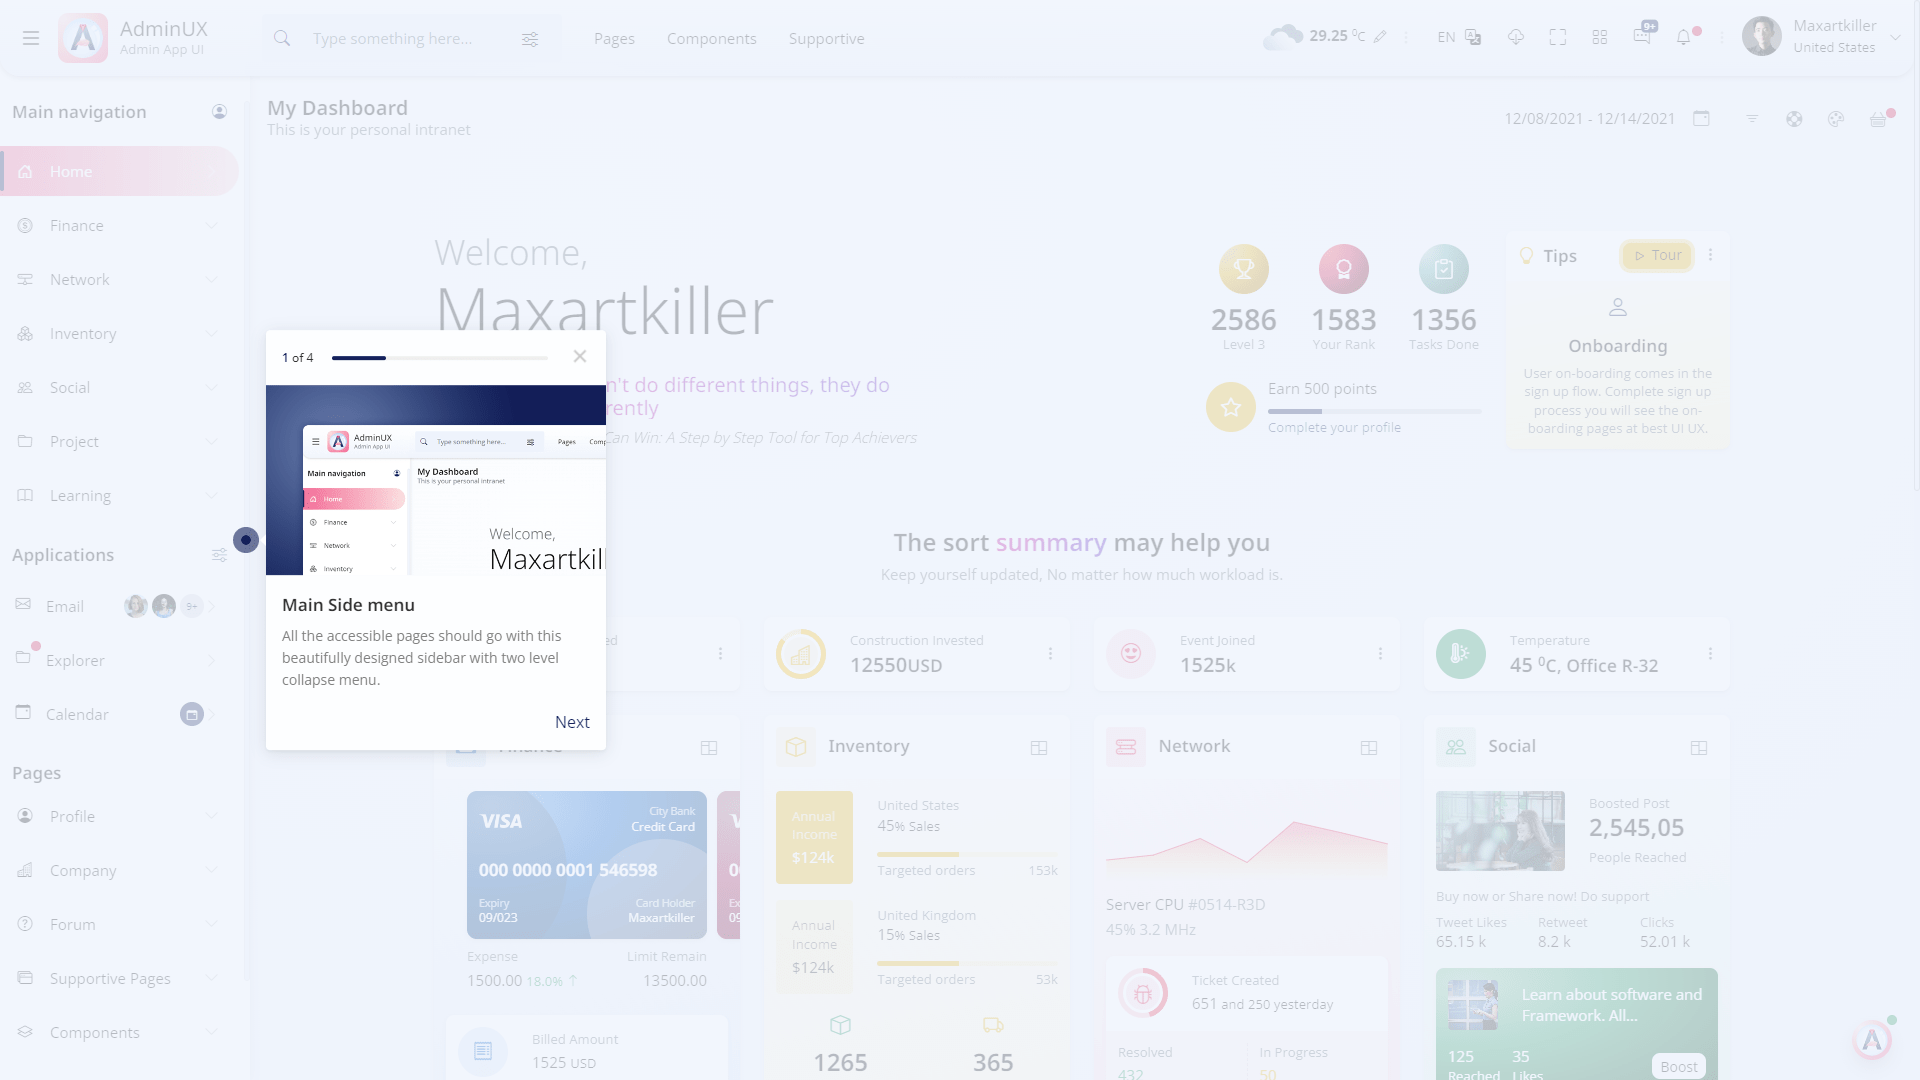 AdminUX
Admin App UI
Type something here...
Pages
Components
Supportive
29.25 0C
EN
9+
Maxartkiller
United States
Main navigation
Home
Finance
Network
Inventory
Social
Project
Learning
Applications
Email
9+
Explorer
Calendar
Pages
Profile
Company
Forum
Supportive Pages
Components
My Dashboard
This is your personal intranet
12/08/2021 - 12/14/2021
Welcome,
Maxartkiller
n't do different things, they do
rently
Can Win: A Step by Step Tool for Top Achievers
2586
Level 3
1583
Your Rank
1356
Tasks Done
Earn 500 points
Complete your profile
Tips
Tour
Onboarding
User on-boarding comes in the
sign up flow. Complete sign up
process you will see the on-
boarding pages at best UI UX.
1 of 4
AdminUX
Admin App UI
Type something here...
Pages
Comp
Main navigation
My Dashboard
This is your personal intranet
Home
Finance
Network
Inventory
Welcome,
Maxartkill
Main Side menu
All the accessible pages should go with this
beautifully designed sidebar with two level
collapse menu.
Next
The sort summary may help you
Keep yourself updated, No matter how much workload is.
ed
Construction Invested
12550USD
Event Joined
1525k
Temperature
45 0C, Office R-32
Finance
VISA
City Bank
Credit Card
000 0000 0001 546598
Expiry
09/023
Card Holder
Maxartkiller
Expense
1500.00 18.0%
Limit Remain
13500.00
Billed Amount
1525 USD
Inventory
Annual
Income
$124k
United States
45% Sales
Targeted orders
153k
Annual
Income
$124k
United Kingdom
15% Sales
Targeted orders
53k
1265
365
Network
Server CPU #0514-R3D
45% 3.2 MHz
Ticket Created
651 and 250 yesterday
Resolved
432
In Progress
50
Social
Boosted Post
2,545,05
People Reached
Buy now or Share now! Do support
Tweet Likes
65.15 k
Retweet
8.2 k
Clicks
52.01 k
Learn about software and
Framework. All...
125
Reached
35
Likes
Boost